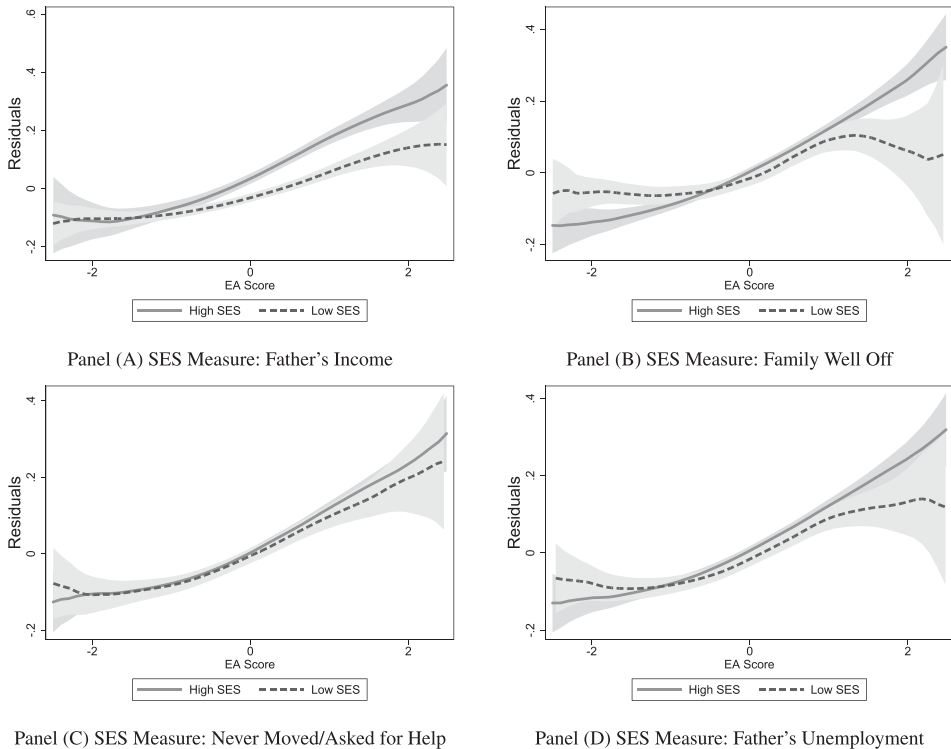 .6
.4
.2
0
-.2
Residuals
-2
0
2
EA Score
High SES
Low SES
Panel (A) SES Measure: Father's Income
.4
.2
0
-.2
Residuals
-2
0
2
EA Score
High SES
Low SES
Panel (B) SES Measure: Family Well Off
.4
.2
0
-.2
Residuals
-2
0
2
EA Score
High SES
Low SES
Panel (C) SES Measure: Never Moved/Asked for Help
.4
.2
0
-.2
Residuals
-2
0
2
EA Score
High SES
Low SES
Panel (D) SES Measure: Father's Unemployment